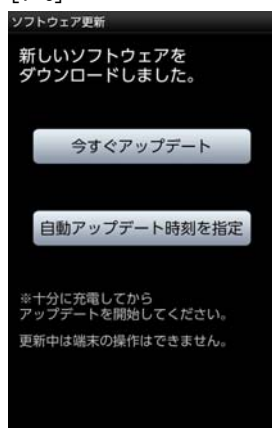 ソフトウェア更新
新しいソフトウェアを
ダウンロードしました。
今すぐアップデート
自動アップデート時刻を指定
※十分に充電してから
アップデートを開始してください。
更新中は端末の操作はできません。